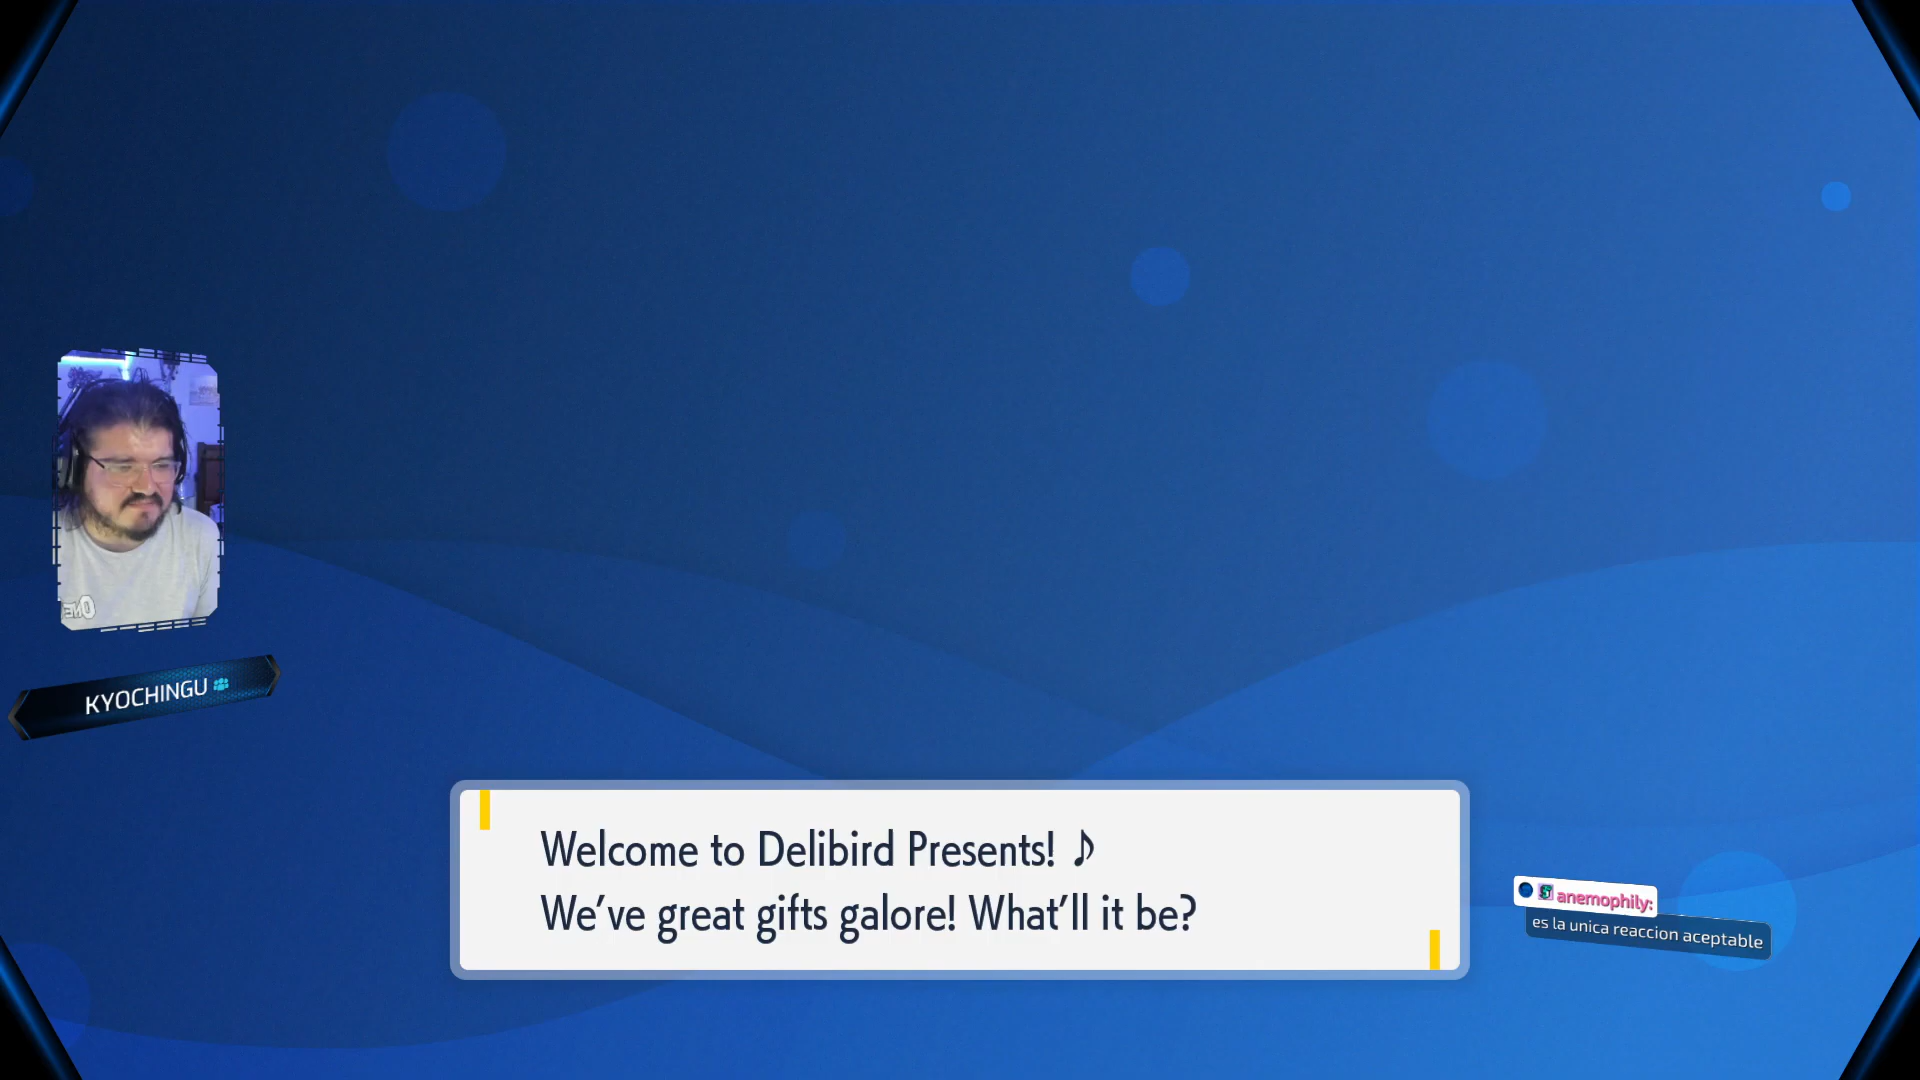 KYOCHINGU
Welcome to Delibird Presents! ♪
We've great gifts galore! What'll it be?
anemophily:
es la unica reaccion aceptable